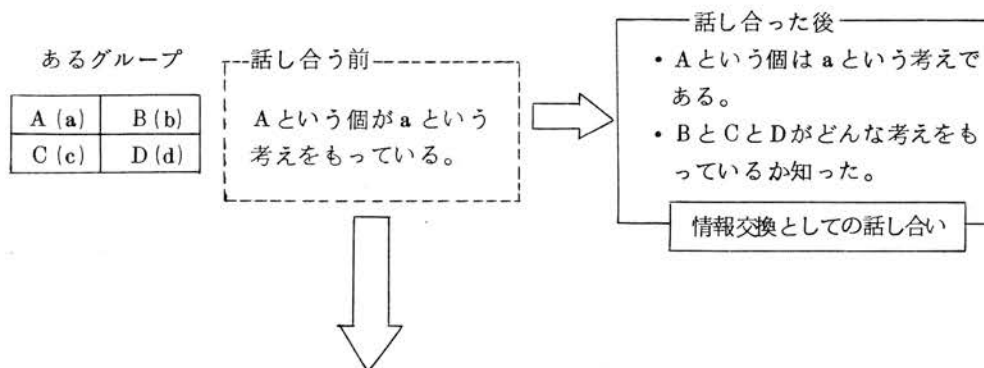 あるグループ
A (a) B (b)
C (c) D (d)
話し合う前
Aという個がaという
考えをもっている。
話し合った後
・Aという個はaという考えで
ある。
・BとCとDがどんな考えをも
っているか知った。
情報交換としての話し合い